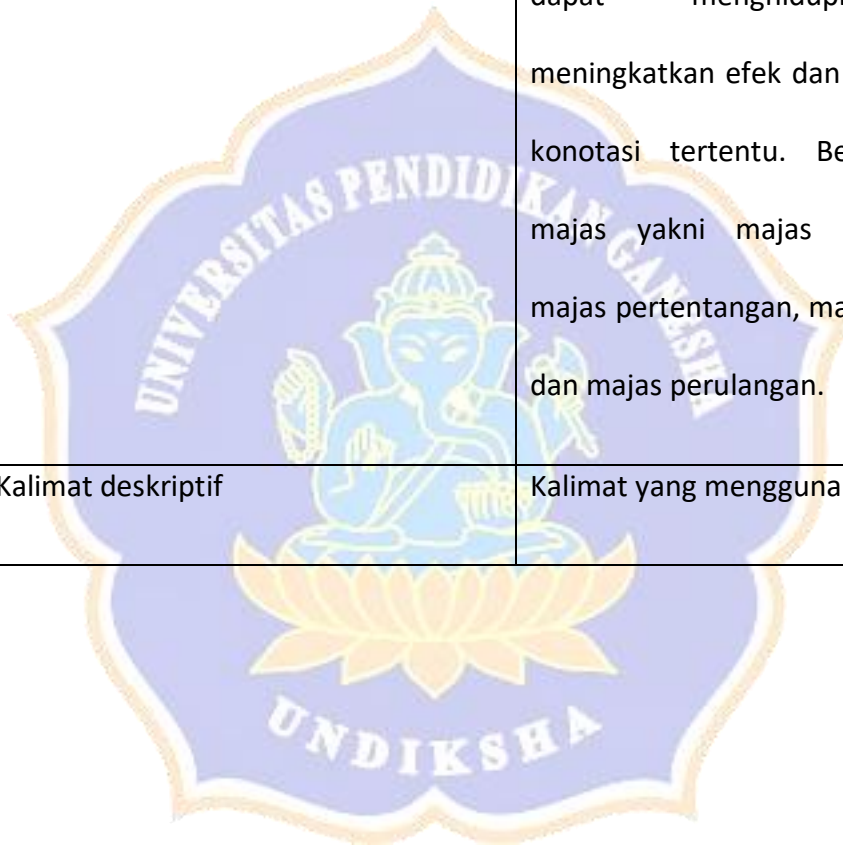 dapat
meningkatkan efek dan
konotasi tertentu.
majas yakni majas
majas pertentangan,
dan majas perulangan.
Kalimat deskriptif
Kalimat yang
UNIVERSITAS PENDIDIKAN GANESHA
UNDIKSHA